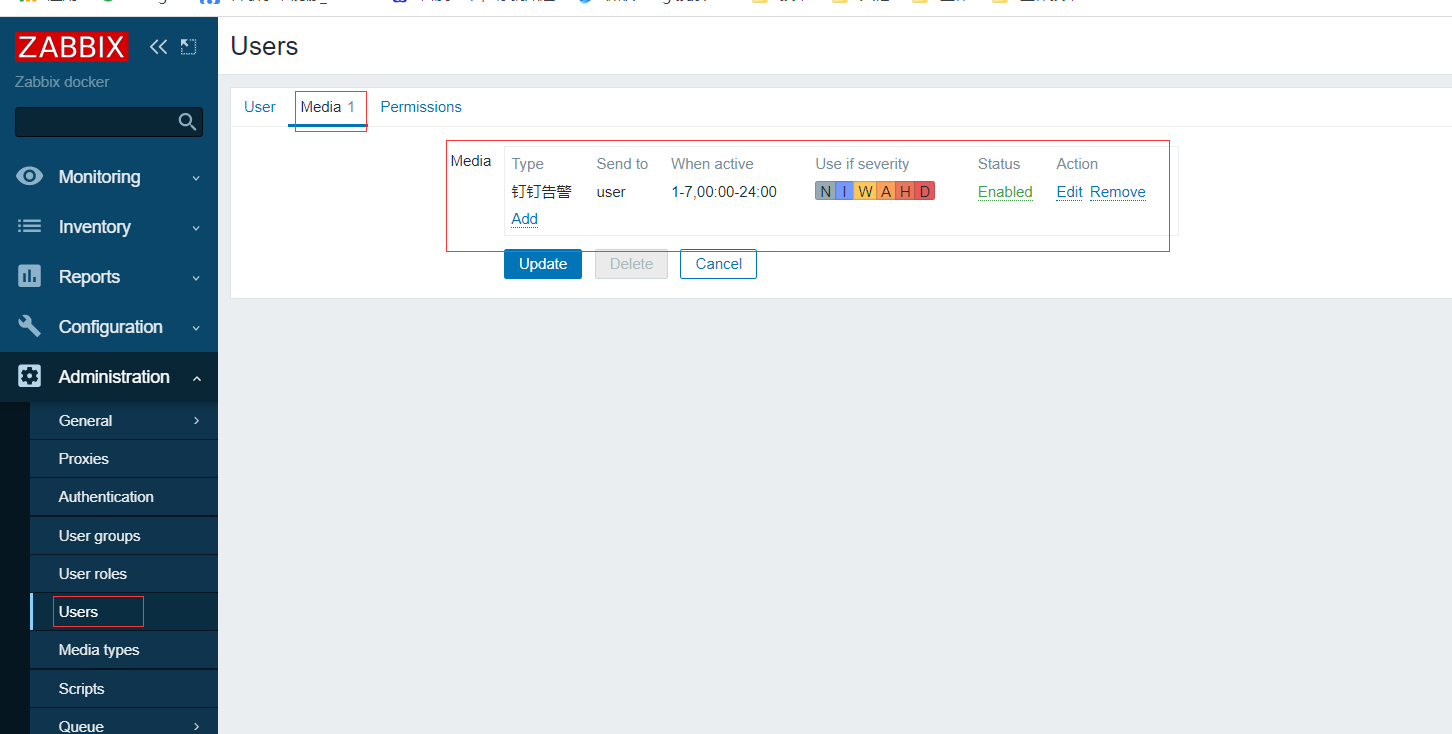 ZABBIX
Zabbix docker
Monitoring
Inventory
Reports
Configuration
Administration
General
Proxies
Authentication
User groups
User roles
Users
Media types
Scripts
Queue
Users
User Media 1 Permissions
Media Type Send to When active Use if severity Status Action
钉钉告警 user 1-7,00:00-24:00 N I W A H D Enabled Edit Remove
Add
Update Delete Cancel